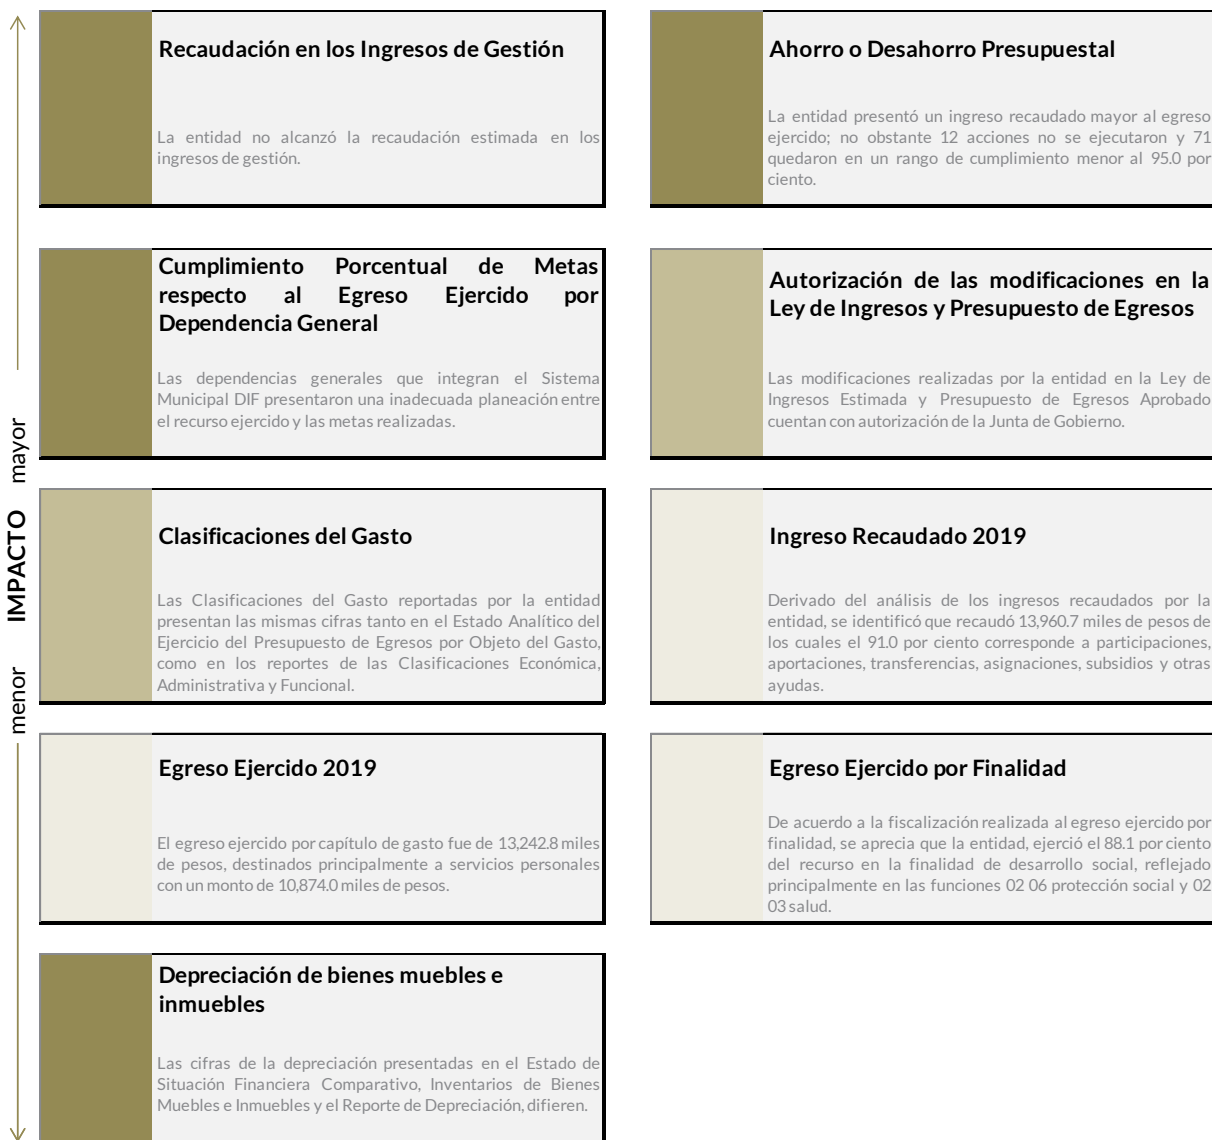 Recaudación en los Ingresos de Gestión
La entidad no alcanzó la recaudación estimada en los
ingresos de gestión.
Ahorro o Desahorro Presupuestal
La entidad presentó un ingreso recaudado mayor al egreso
ejercido; no obstante 12 acciones no se ejecutaron y 71
quedaron en un rango de cumplimiento menor al 95.0 por
ciento.
Cumplimiento Porcentual de Metas
respecto al Egreso Ejercido por
Dependencia General
Las dependencias generales que integran el Sistema
Municipal DIF presentaron una inadecuada planeación entre
el recurso ejercido y las metas realizadas.
Autorización de las modificaciones en la
Ley de Ingresos y Presupuesto de Egresos
Las modificaciones realizadas por la entidad en la Ley de
Ingresos Estimada y Presupuesto de Egresos Aprobado
cuentan con autorización de la Junta de Gobierno.
menor IMPACTO mayor
Clasificaciones del Gasto
Las Clasificaciones del Gasto reportadas por la entidad
presentan las mismas cifras tanto en el Estado Analítico del
Ejercicio del Presupuesto de Egresos por Objeto del Gasto,
como en los reportes de las Clasificaciones Económica,
Administrativa y Funcional.
Ingreso Recaudado 2019
Derivado del análisis de los ingresos recaudados por la
entidad, se identificó que recaudó 13,960.7 miles de pesos de
los cuales el 91.0 por ciento corresponde a participaciones,
aportaciones, transferencias, asignaciones, subsidios y otras
ayudas.
Egreso Ejercido 2019
El egreso ejercido por capítulo de gasto fue de 13,242.8 miles
de pesos, destinados principalmente a servicios personales
con un monto de 10,874.0 miles de pesos.
Egreso Ejercido por Finalidad
De acuerdo a la fiscalización realizada al egreso ejercido por
finalidad, se aprecia que la entidad, ejerció el 88.1 por ciento
del recurso en la finalidad de desarrollo social, reflejado
principalmente en las funciones 02 06 protección social y 02
03 salud.
Depreciación de bienes muebles e
inmuebles
Las cifras de la depreciación presentadas en el Estado de
Situación Financiera Comparativo, Inventarios de Bienes
Muebles e Inmuebles y el Reporte de Depreciación, difieren.